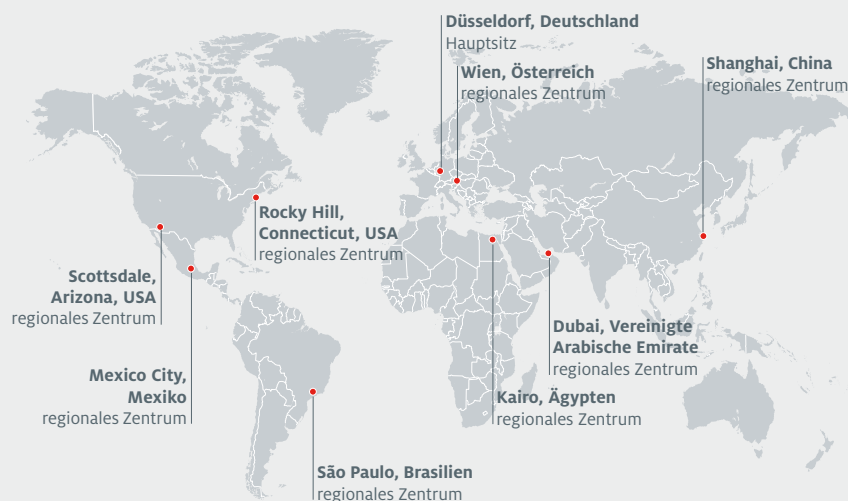 Düsseldorf, Deutschland
Hauptsitz
Wien, Österreich
regionales Zentrum
Shanghai, China
regionales Zentrum
Rocky Hill,
Connecticut, USA
regionales Zentrum
Scottsdale,
Arizona, USA
regionales Zentrum
Dubai, Vereinigte
Arabische Emirate
regionales Zentrum
Mexico City,
Mexiko
regionales Zentrum
Kairo, Ägypten
regionales Zentrum
São Paulo, Brasilien
regionales Zentrum